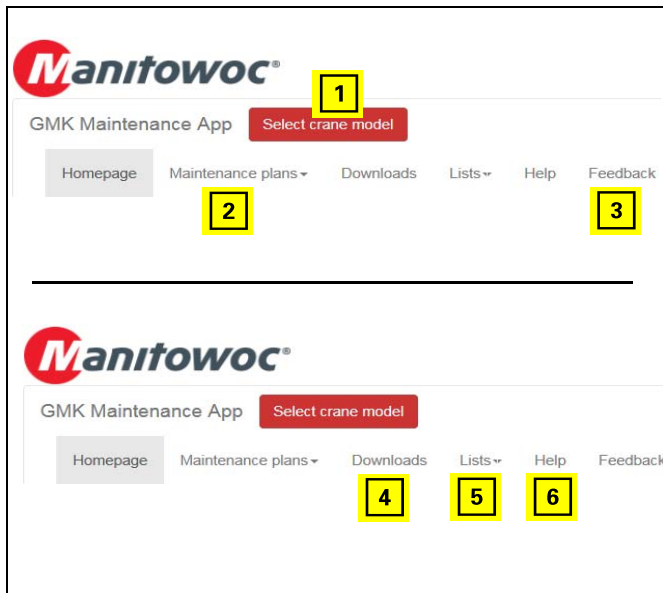 Manitowoc®
1
GMK Maintenance App Select crane model
Homepage Maintenance plans Downloads Lists Help Feedback
2 3
Manitowoc®
GMK Maintenance App Select crane model
Homepage Maintenance plans Downloads Lists Help Feedback
4 5 6